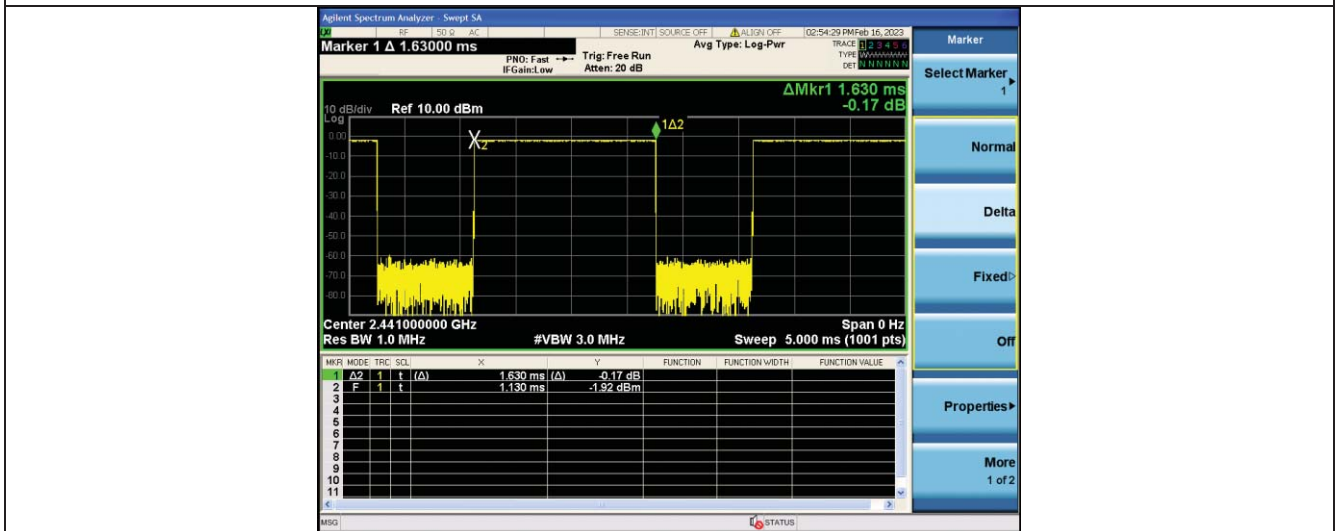 Agilent Spectrum Analyzer - Swept SA
RF 50 Ω AC SENSE:INT SOURCE OFF ALIGN OFF 02:54:29 PM Feb 16, 2023
Marker 1 Δ 1.63000 ms
PNO: Fast
IFGain:Low
Trig: Free Run
Atten: 20 dB
Avg Type: Log-Pwr
TRACE 1 2 3 4 5 6
TYPE W
DET N N N N N N
ΔMkr1 1.630 ms
-0.17 dB
10 dB/div Ref 10.00 dBm
Log
0.00
-10.0
-20.0
-30.0
-40.0
-50.0
-60.0
-70.0
-80.0
X2
1Δ2
Center 2.441000000 GHz Span 0 Hz
Res BW 1.0 MHz #VBW 3.0 MHz Sweep 5.000 ms (1001 pts)
MKR MODE TRC SCL X Y FUNCTION FUNCTION WIDTH FUNCTION VALUE
1 Δ2 1 t (Δ) 1.630 ms (Δ) -0.17 dB
2 F 1 t 1.130 ms -1.92 dBm
3
4
5
6
7
8
9
10
11
MSG STATUS
Marker
Select Marker
1
Normal
Delta
Fixed
Off
Properties
More
1 of 2